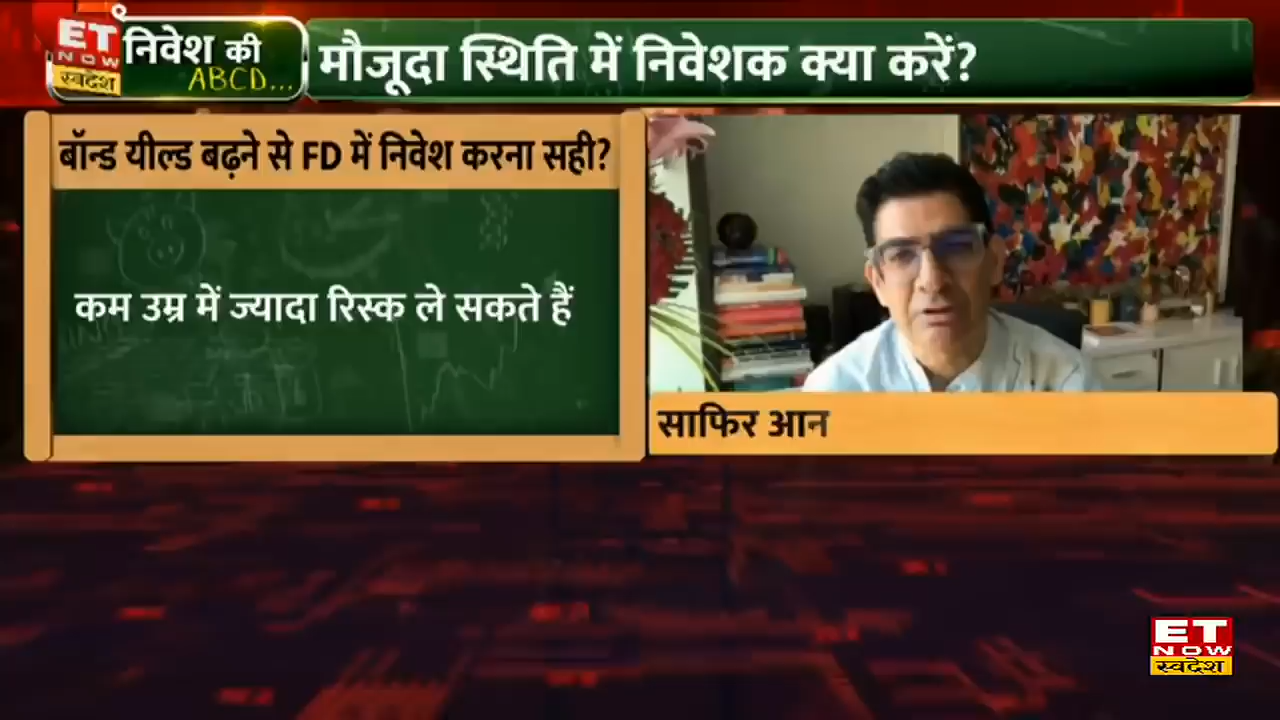 ET
NOW
स्वदेश
निवेश की
ABCD...
मौजूदा स्थिति में निवेशक क्या करें?
बॉन्ड यील्ड बढ़ने से FD में निवेश करना सही?
कम उम्र में ज्यादा रिस्क ले सकते हैं
साफिर आन
ET
NOW
स्वदेश